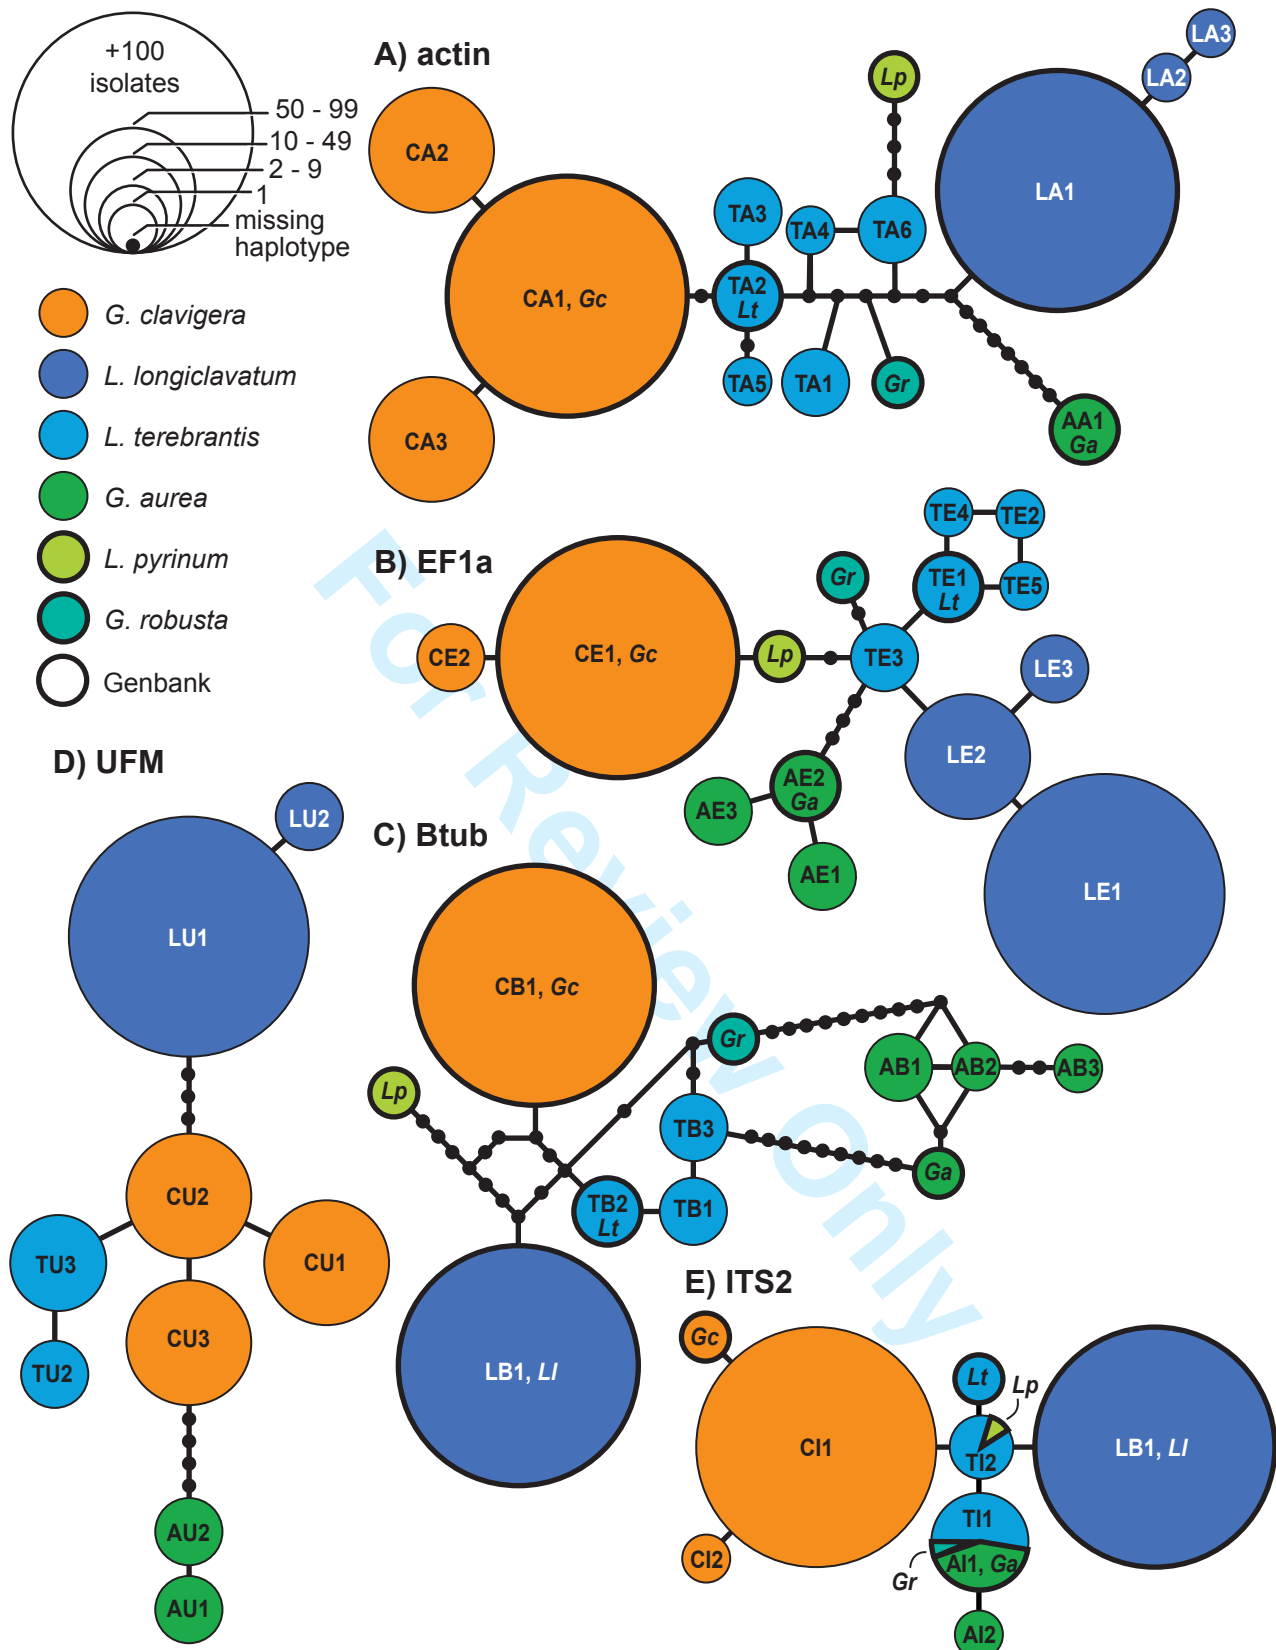 +100
isolates
50 - 99
10 - 49
2 - 9
1
missing
haplotype
G. clavigera
L. longiclavatum
L. terebrantis
G. aurea
L. pyrinum
G. robusta
Genbank
A) actin
CA2
CA1, Gc
CA3
TA3
TA2
Lt
TA5
TA4
TA6
Lp
TA1
Gr
LA1
LA2
LA3
AA1
Ga
B) EF1a
CE2
CE1, Gc
Lp
Gr
TE3
TE4
TE2
TE1
Lt
TE5
LE3
LE2
LE1
AE2
Ga
AE3
AE1
C) Btub
CB1, Gc
Lp
Gr
TB3
TB2
Lt
TB1
AB1
AB2
AB3
Ga
LB1, Ll
D) UFM
LU2
LU1
CU2
TU3
CU1
TU2
CU3
AU2
AU1
E) ITS2
Gc
CI1
CI2
Lt
Lp
TI2
TI1
Gr
AI1, Ga
AI2
LB1, Ll
For Review Only